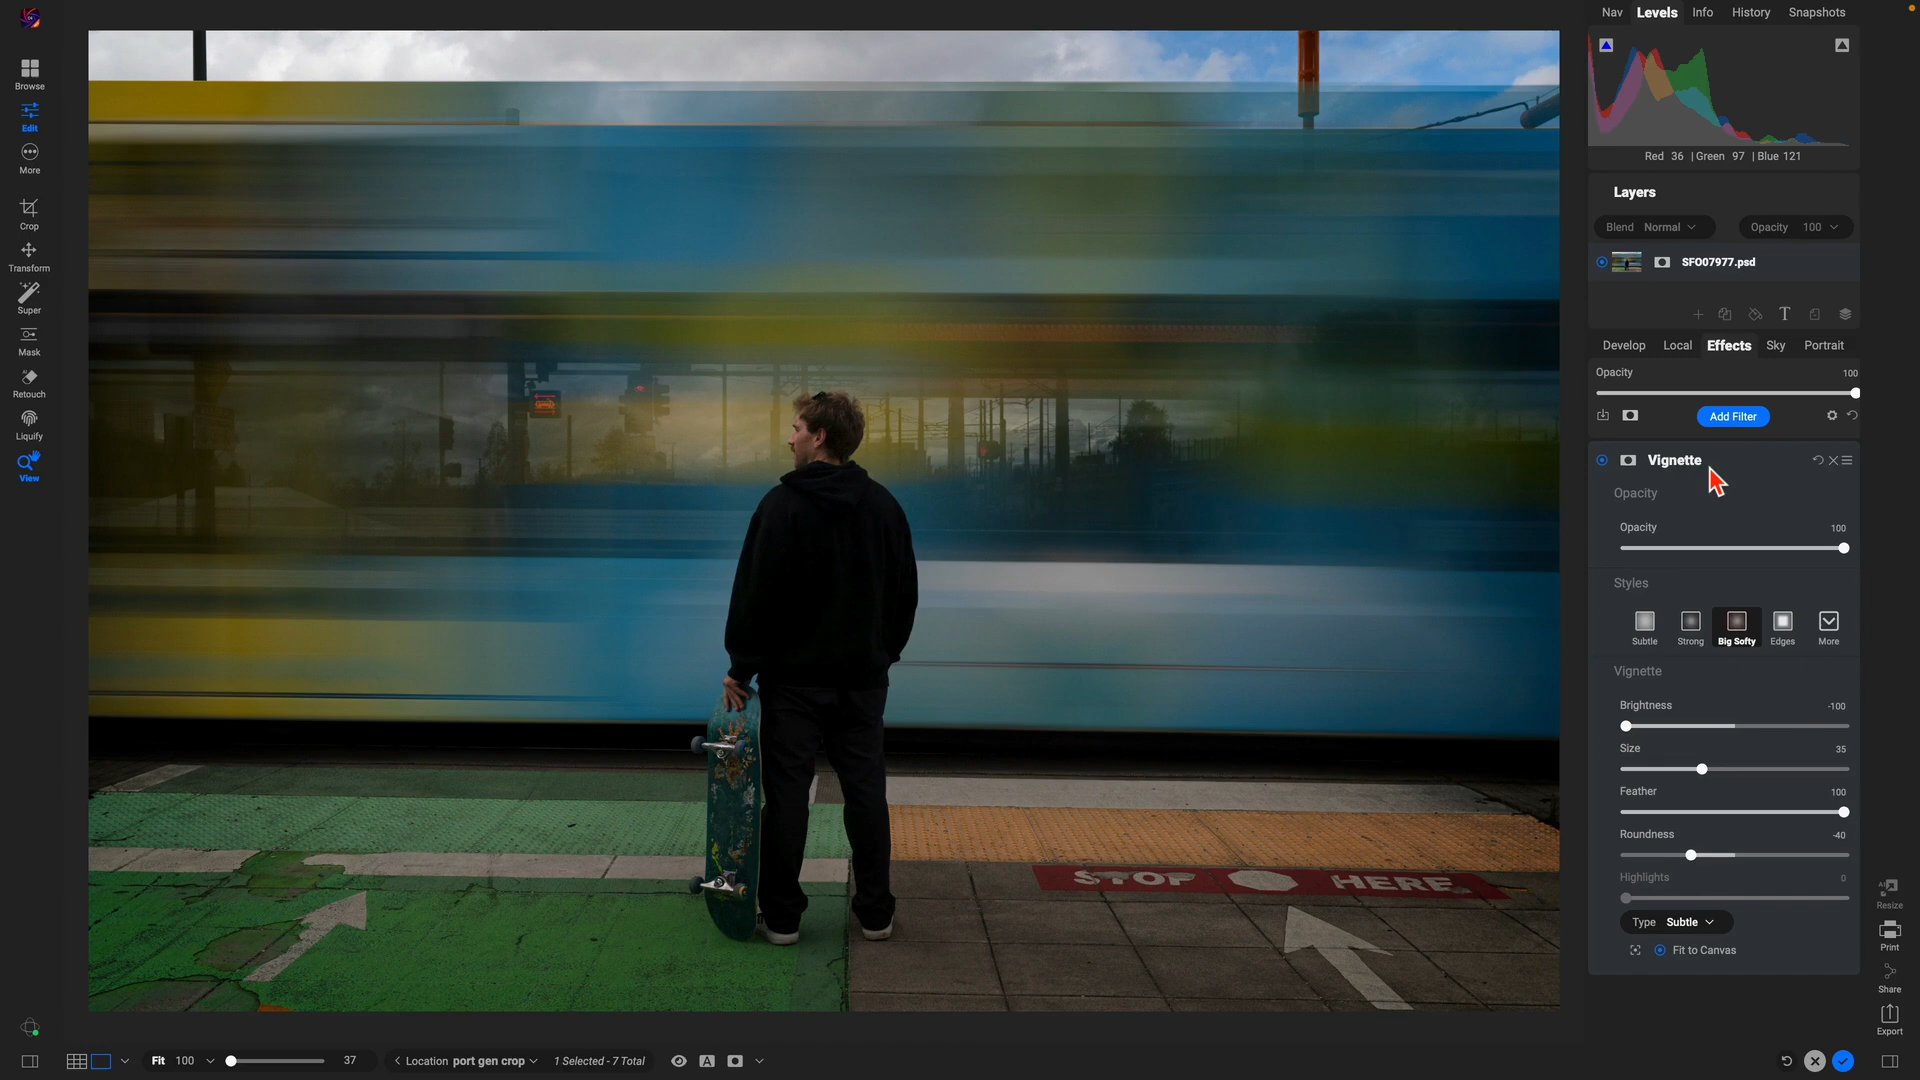 Nav Levels Info History Snapshots
Browse
Edit
More
Red 36 | Green 97 | Blue 121
Layers
Crop
Blend Normal Opacity 100
Transform
SFO07977.psd
Super
T
Mask
Develop Local Effects Sky Portrait
Opacity 100
AI
Retouch
Add Filter
Liquify
Vignette
View
Opacity
Opacity 100
Styles
Subtle Strong Big Softy Edges More
Vignette
Brightness -100
Size 35
Feather 100
Roundness -40
STOP HERE
Highlights 0
AI
Resize
Type Subtle
Print
Fit to Canvas
Share
Export
Fit 100 37 Location port gen crop 1 Selected - 7 Total A